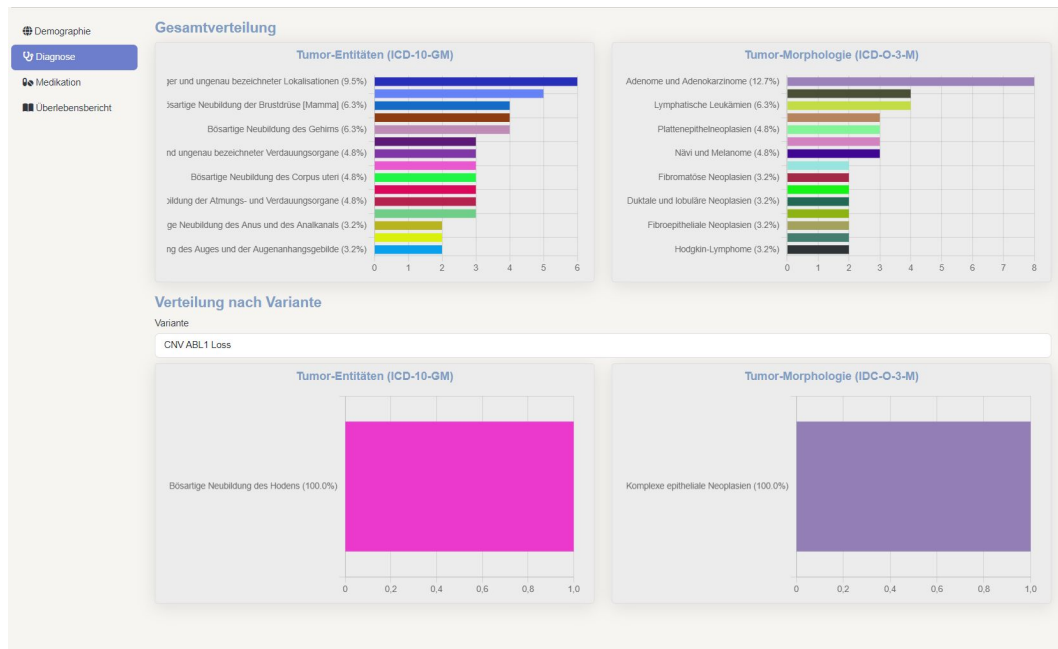 Demographie
Diagnose
Medikation
Überlebensbericht
Gesamtverteilung
Tumor-Entitäten (ICD-10-GM)
ger und ungenau bezeichneter Lokalisationen (9.5%)
ösartige Neubildung der Brustdrüse [Mamma] (6.3%)
Bösartige Neubildung des Gehirns (6.3%)
nd ungenau bezeichneter Verdauungsorgane (4.8%)
Bösartige Neubildung des Corpus uteri (4.8%)
ildung der Atmungs- und Verdauungsorgane (4.8%)
ge Neubildung des Anus und des Analkanals (3.2%)
ng des Auges und der Augenanhangsgebilde (3.2%)
0 1 2 3 4 5 6
Tumor-Morphologie (ICD-O-3-M)
Adenome und Adenokarzinome (12.7%)
Lymphatische Leukämien (6.3%)
Plattenepithelneoplasien (4.8%)
Nävi und Melanome (4.8%)
Fibromatöse Neoplasien (3.2%)
Duktale und lobuläre Neoplasien (3.2%)
Fibroepitheliale Neoplasien (3.2%)
Hodgkin-Lymphome (3.2%)
0 1 2 3 4 5 6 7 8
Verteilung nach Variante
Variante
CNV ABL1 Loss
Tumor-Entitäten (ICD-10-GM)
Bösartige Neubildung des Hodens (100.0%)
0 0,2 0,4 0,6 0,8 1,0
Tumor-Morphologie (IDC-O-3-M)
Komplexe epitheliale Neoplasien (100.0%)
0 0,2 0,4 0,6 0,8 1,0